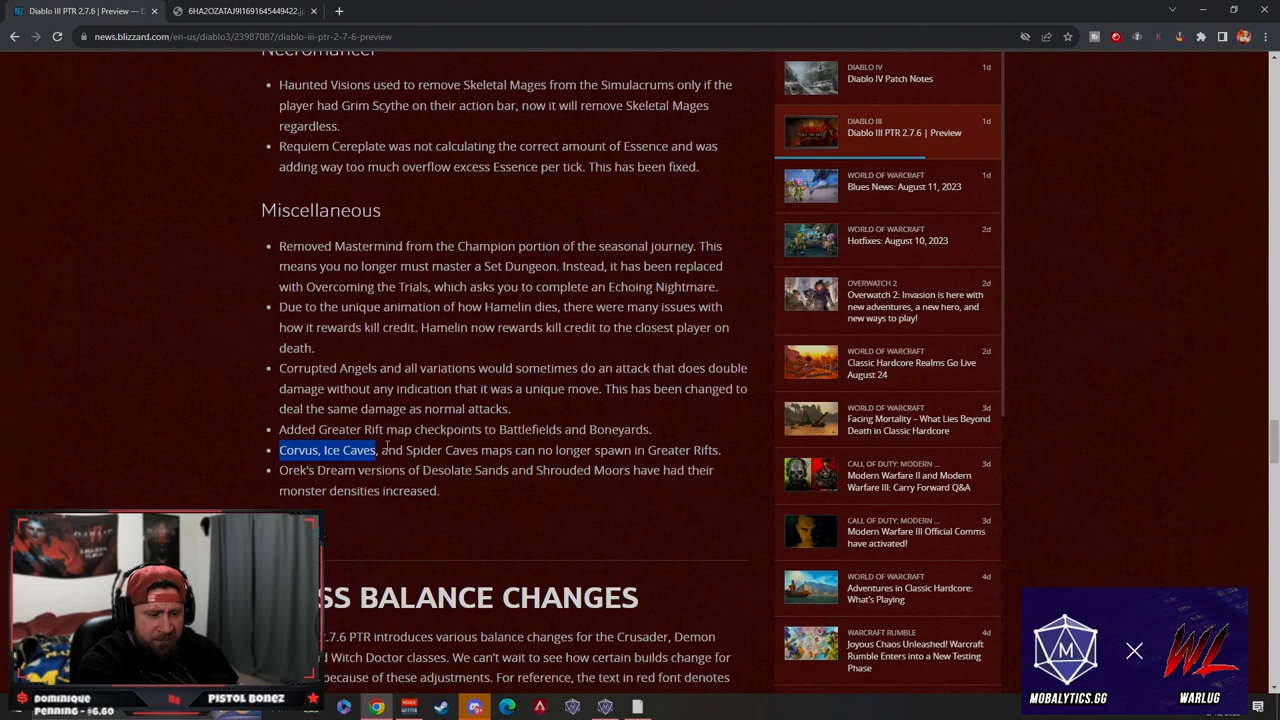 Diablo III PTR 2.7.6 | Preview —
6HA2OZATAJ9I1691645449422.j
news.blizzard.com/en-us/diablo3/23987087/diablo-iii-ptr-2-7-6-preview
Necromancer
Haunted Visions used to remove Skeletal Mages from the Simulacrums only if the
player had Grim Scythe on their action bar, now it will remove Skeletal Mages
regardless.
Requiem Cereplate was not calculating the correct amount of Essence and was
adding way too much overflow excess Essence per tick. This has been fixed.
Miscellaneous
Removed Mastermind from the Champion portion of the seasonal journey. This
means you no longer must master a Set Dungeon. Instead, it has been replaced
with Overcoming the Trials, which asks you to complete an Echoing Nightmare.
Due to the unique animation of how Hamelin dies, there were many issues with
how it rewards kill credit. Hamelin now rewards kill credit to the closest player on
death.
Corrupted Angels and all variations would sometimes do an attack that does double
damage without any indication that it was a unique move. This has been changed to
deal the same damage as normal attacks.
Added Greater Rift map checkpoints to Battlefields and Boneyards.
Corvus, Ice Caves, and Spider Caves maps can no longer spawn in Greater Rifts.
Orek's Dream versions of Desolate Sands and Shrouded Moors have had their
monster densities increased.
SS BALANCE CHANGES
2.7.6 PTR introduces various balance changes for the Crusader, Demon
d Witch Doctor classes. We can't wait to see how certain builds change for
because of these adjustments. For reference, the text in red font denotes
DIABLO IV 1d
Diablo IV Patch Notes
DIABLO III 1d
Diablo III PTR 2.7.6 | Preview
WORLD OF WARCRAFT 1d
Blues News: August 11, 2023
WORLD OF WARCRAFT 2d
Hotfixes: August 10, 2023
OVERWATCH 2 2d
Overwatch 2: Invasion is here with
new adventures, a new hero, and
new ways to play!
WORLD OF WARCRAFT 2d
Classic Hardcore Realms Go Live
August 24
WORLD OF WARCRAFT 3d
Facing Mortality – What Lies Beyond
Death in Classic Hardcore
CALL OF DUTY: MODERN ... 3d
Modern Warfare II and Modern
Warfare III: Carry Forward Q&A
CALL OF DUTY: MODERN ... 3d
Modern Warfare III Official Comms
have activated!
WORLD OF WARCRAFT 4d
Adventures in Classic Hardcore:
What's Playing
WARCRAFT RUMBLE 4d
Joyous Chaos Unleashed! Warcraft
Rumble Enters into a New Testing
Phase
DOMINIQUE
PENNING - $6.60
PISTOL BONEZ
M
MOBALYTICS.GG
WL
WARLUG